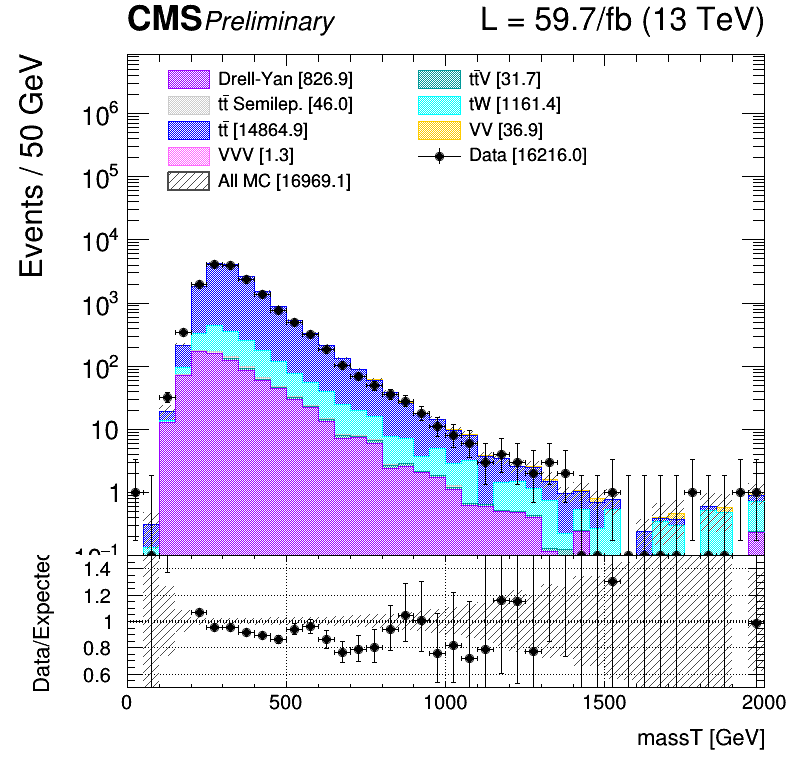 CMS Preliminary L = 59.7/fb (13 TeV)
Events / 50 GeV
Drell-Yan [826.9]
tt̄ Semilep. [46.0]
tt̄ [14864.9]
VVV [1.3]
All MC [16969.1]
tt̄V [31.7]
tW [1161.4]
VV [36.9]
Data [16216.0]
10⁶
10⁵
10⁴
10³
10²
10
1
10⁻¹
Data/Expected
1.4
1.2
1
0.8
0.6
0 500 1000 1500 2000
massT [GeV]